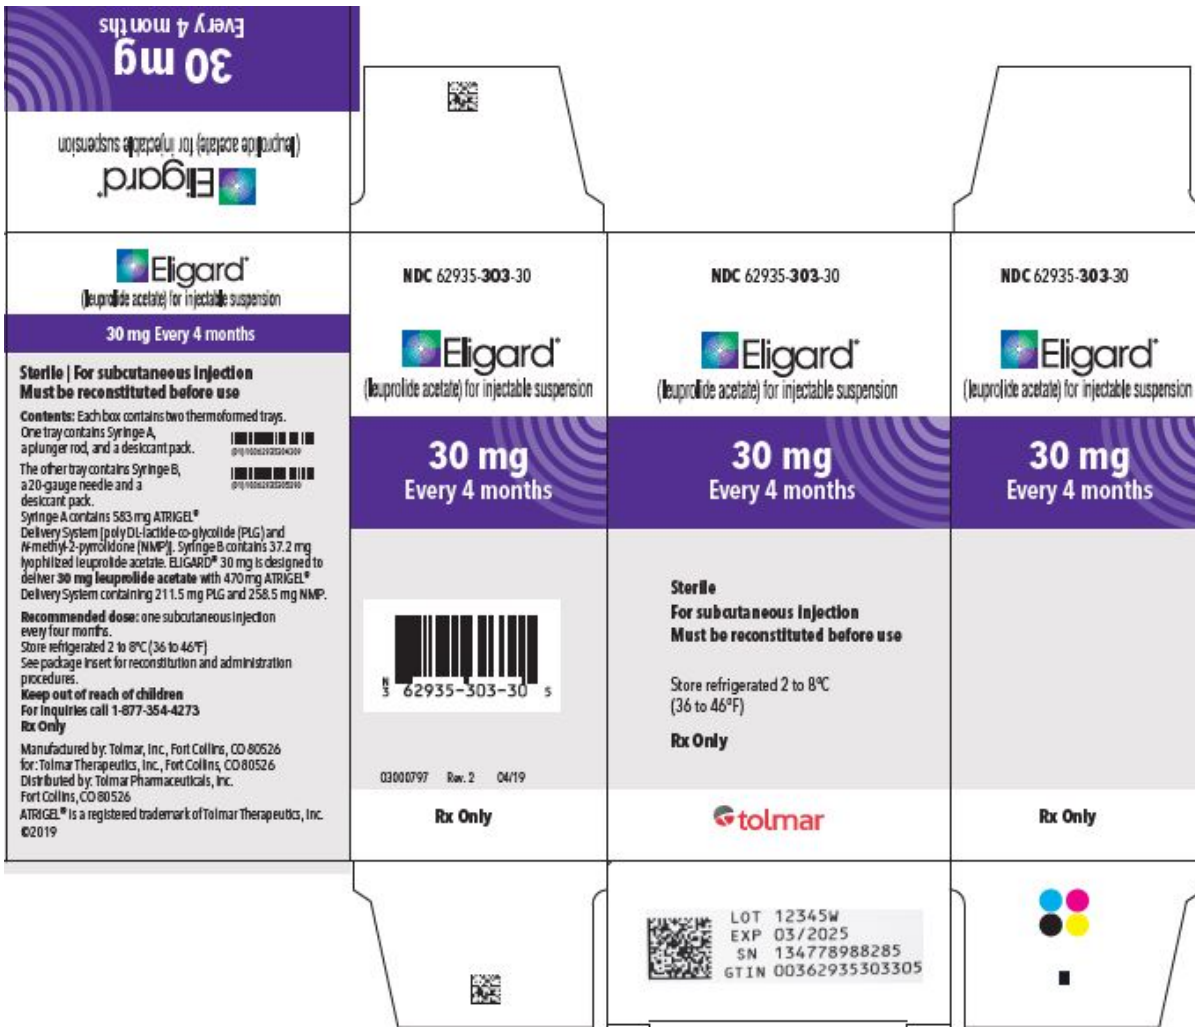 30 mg
Every 4 months
Eligard®
(leuprolide acetate) for injectable suspension
Eligard®
(leuprolide acetate) for injectable suspension
30 mg Every 4 months
Sterile | For subcutaneous injection
Must be reconstituted before use
Contents: Each box contains two thermoformed trays.
One tray contains Syringe A,
a plunger rod, and a desiccant pack.
The other tray contains Syringe B,
a 20-gauge needle and a
desiccant pack.
Syringe A contains 583 mg ATRIGEL®
Delivery System [poly DL-lactide-co-glycolide (PLG) and
N-methyl-2-pyrrolidone (NMP)]. Syringe B contains 37.2 mg
lyophilized leuprolide acetate. ELIGARD® 30 mg is designed to
deliver 30 mg leuprolide acetate with 470 mg ATRIGEL®
Delivery System containing 211.5 mg PLG and 258.5 mg NMP.
Recommended dose: one subcutaneous injection
every four months.
Store refrigerated 2 to 8°C (36 to 46°F)
See package insert for reconstitution and administration
procedures.
Keep out of reach of children
For inquiries call 1-877-354-4273
Rx Only
Manufactured by: Tolmar, Inc., Fort Collins, CO 80526
for: Tolmar Therapeutics, Inc., Fort Collins, CO 80526
Distributed by: Tolmar Pharmaceuticals, Inc.
Fort Collins, CO 80526
ATRIGEL® is a registered trademark of Tolmar Therapeutics, Inc.
©2019
NDC 62935-303-30
Eligard®
(leuprolide acetate) for injectable suspension
30 mg
Every 4 months
N
3 62935-303-30 5
03000797 Rev. 2 04/19
Rx Only
NDC 62935-303-30
Eligard®
(leuprolide acetate) for injectable suspension
30 mg
Every 4 months
Sterile
For subcutaneous injection
Must be reconstituted before use
Store refrigerated 2 to 8°C
(36 to 46°F)
Rx Only
tolmar
LOT 12345W
EXP 03/2025
SN 134778988285
GTIN 00362935303305
NDC 62935-303-30
Eligard®
(leuprolide acetate) for injectable suspension
30 mg
Every 4 months
Rx Only